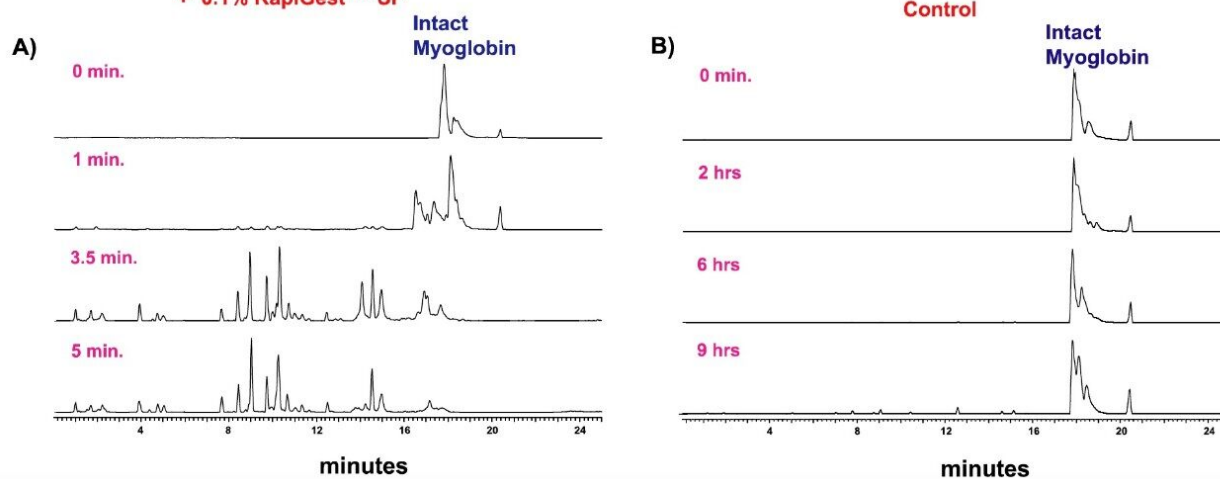 Control
A)
Intact
Myoglobin
0 min.
1 min.
3.5 min.
5 min.
4 8 12 16 20 24
minutes
B)
Intact
Myoglobin
0 min.
2 hrs
6 hrs
9 hrs
4 8 12 16 20 24
minutes